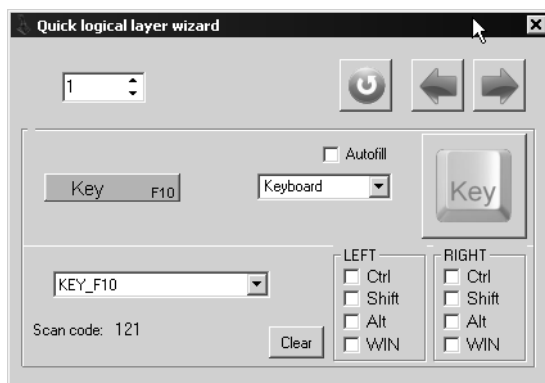 Quick logical layer wizard
1
Autofill
Key F10
Keyboard
Key
KEY_F10
Scan code: 121
Clear
LEFT
Ctrl
Shift
Alt
WIN
RIGHT
Ctrl
Shift
Alt
WIN